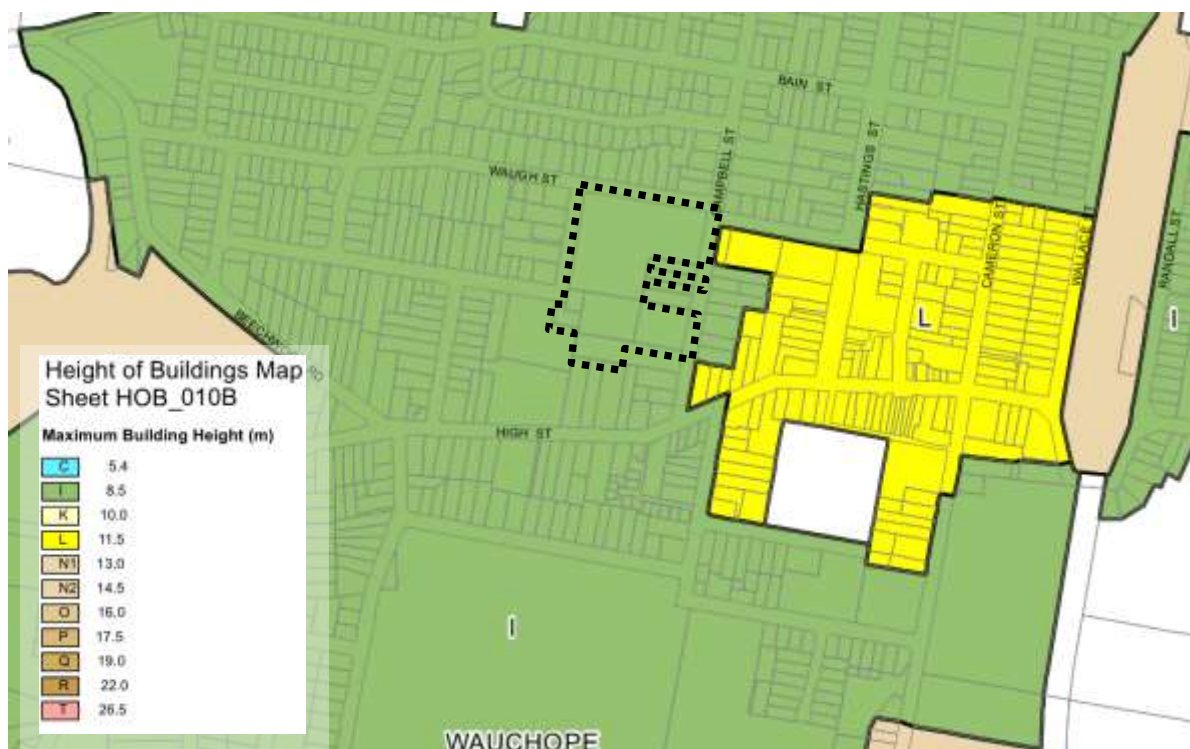 BAIN ST
CAMPBELL ST
HASTINGS ST
WAUGH ST
CAMERON ST
WALLACE ST
RANDALL ST
L
I
HIGH ST
I
WAUCHOPE
Height of Buildings Map
Sheet HOB_010B
Maximum Building Height (m)
C 5.4
I 8.5
K 10.0
L 11.5
N1 13.0
N2 14.5
O 16.0
P 17.5
Q 19.0
R 22.0
T 26.5